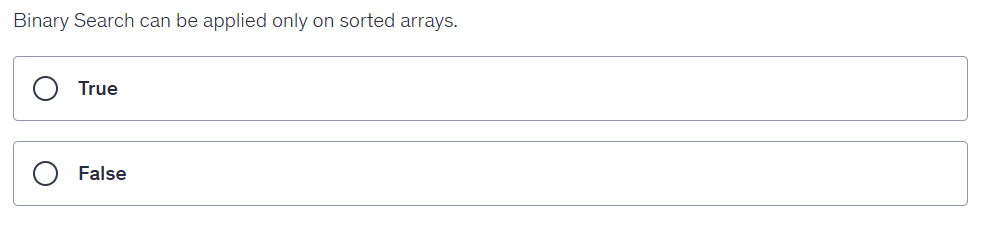 Binary Search can be applied only on sorted arrays.
True
False